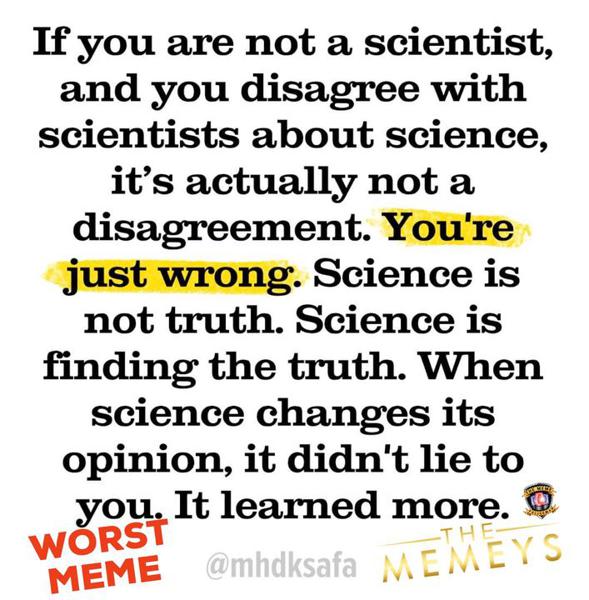 If you are not a scientist,
and you disagree with
scientists about science,
it's actually not a
disagreement. You're
just wrong. Science is
not truth. Science is
finding the truth. When
science changes its
opinion, it didn't lie to
you. It learned more.
WORST
MEME
@mhdksafa
THE
MEMEYS